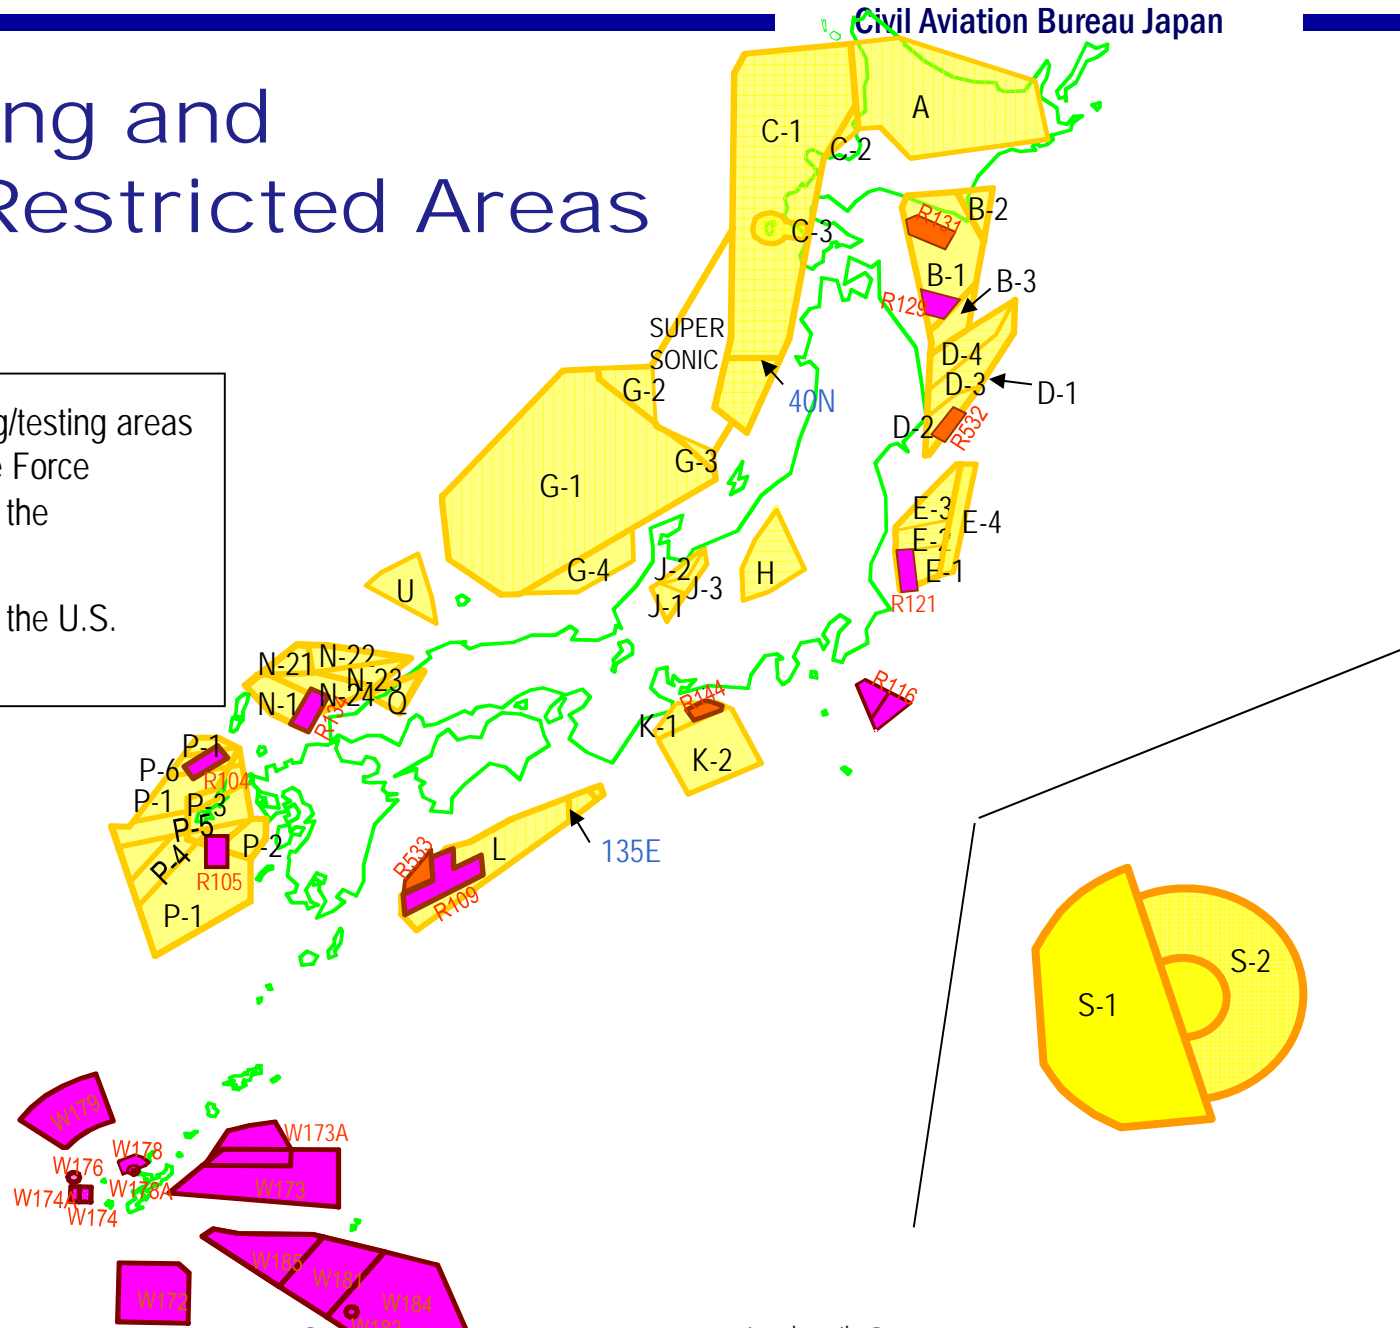 Civil Aviation Bureau Japan
ng and
Restricted Areas
g/testing areas
e Force
the
the U.S.
A
C-1
C-2
C-3
B-2
R131
B-1
B-3
R129
SUPER
SONIC
40N
D-4
D-3
D-1
D-2
R532
G-2
G-3
G-1
G-4
E-3
E-4
E-2
E-1
R121
U
J-2
J-3
J-1
H
N-21
N-22
N-23
N-24
N-1
Q
R134
R144
R116
K-1
K-2
P-1
P-6
R104
P-1
P-3
P-5
P-2
P-4
R105
P-1
L
135E
R533
R109
S-1
S-2
W179
W173A
W178
W176
W178A
W174A
W174
W173
W185
W181
W184
W172